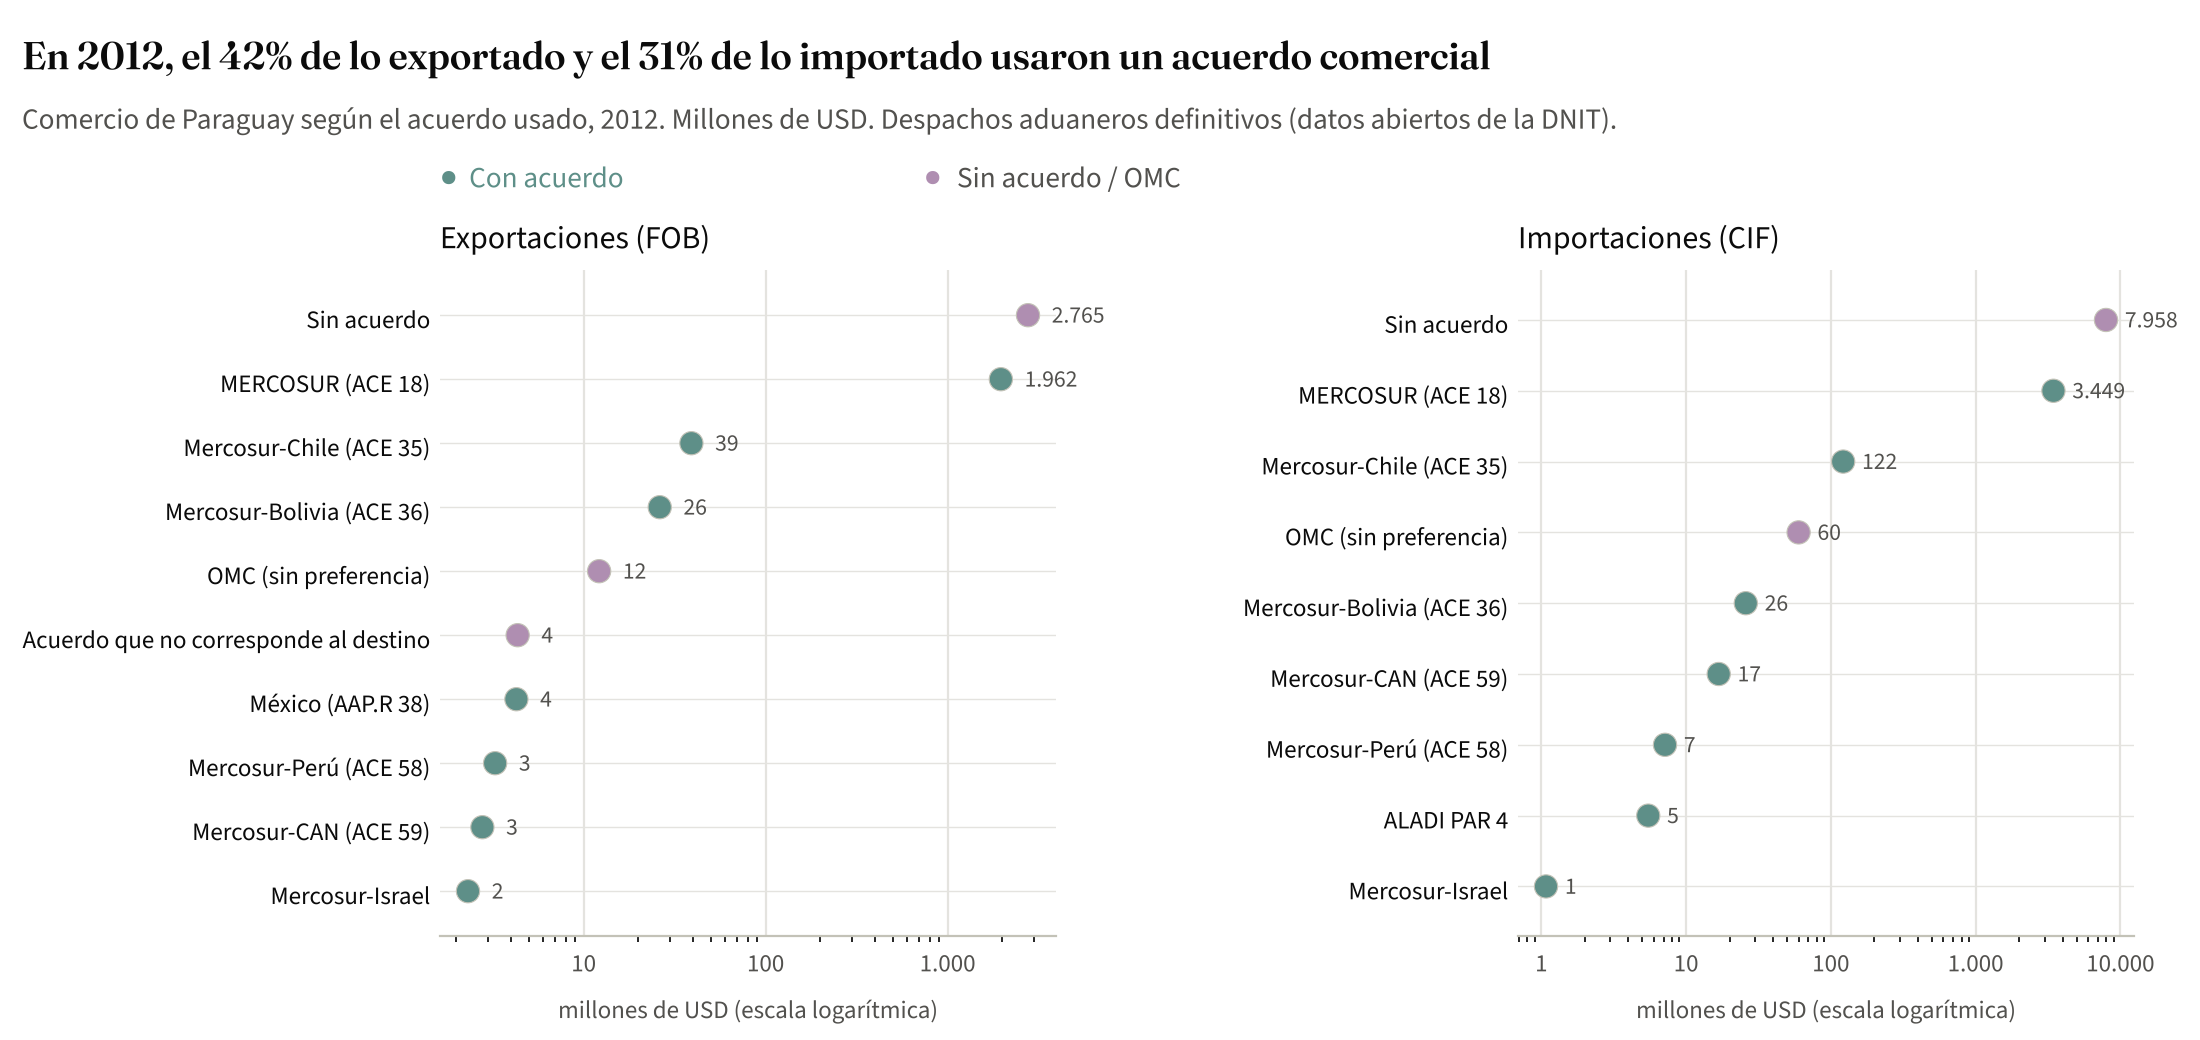 En 2012, el 42% de lo exportado y el 31% de lo importado usaron un acuerdo comercial
Comercio de Paraguay según el acuerdo usado, 2012. Millones de USD. Despachos aduaneros definitivos (datos abiertos de la DNIT).
Con acuerdo
Sin acuerdo / OMC
Exportaciones (FOB)
Sin acuerdo 2.765
MERCOSUR (ACE 18) 1.962
Mercosur-Chile (ACE 35) 39
Mercosur-Bolivia (ACE 36) 26
OMC (sin preferencia) 12
Acuerdo que no corresponde al destino 4
México (AAP.R 38) 4
Mercosur-Perú (ACE 58) 3
Mercosur-CAN (ACE 59) 3
Mercosur-Israel 2
10 100 1.000
millones de USD (escala logarítmica)
Importaciones (CIF)
Sin acuerdo 7.958
MERCOSUR (ACE 18) 3.449
Mercosur-Chile (ACE 35) 122
OMC (sin preferencia) 60
Mercosur-Bolivia (ACE 36) 26
Mercosur-CAN (ACE 59) 17
Mercosur-Perú (ACE 58) 7
ALADI PAR 4 5
Mercosur-Israel 1
1 10 100 1.000 10.000
millones de USD (escala logarítmica)